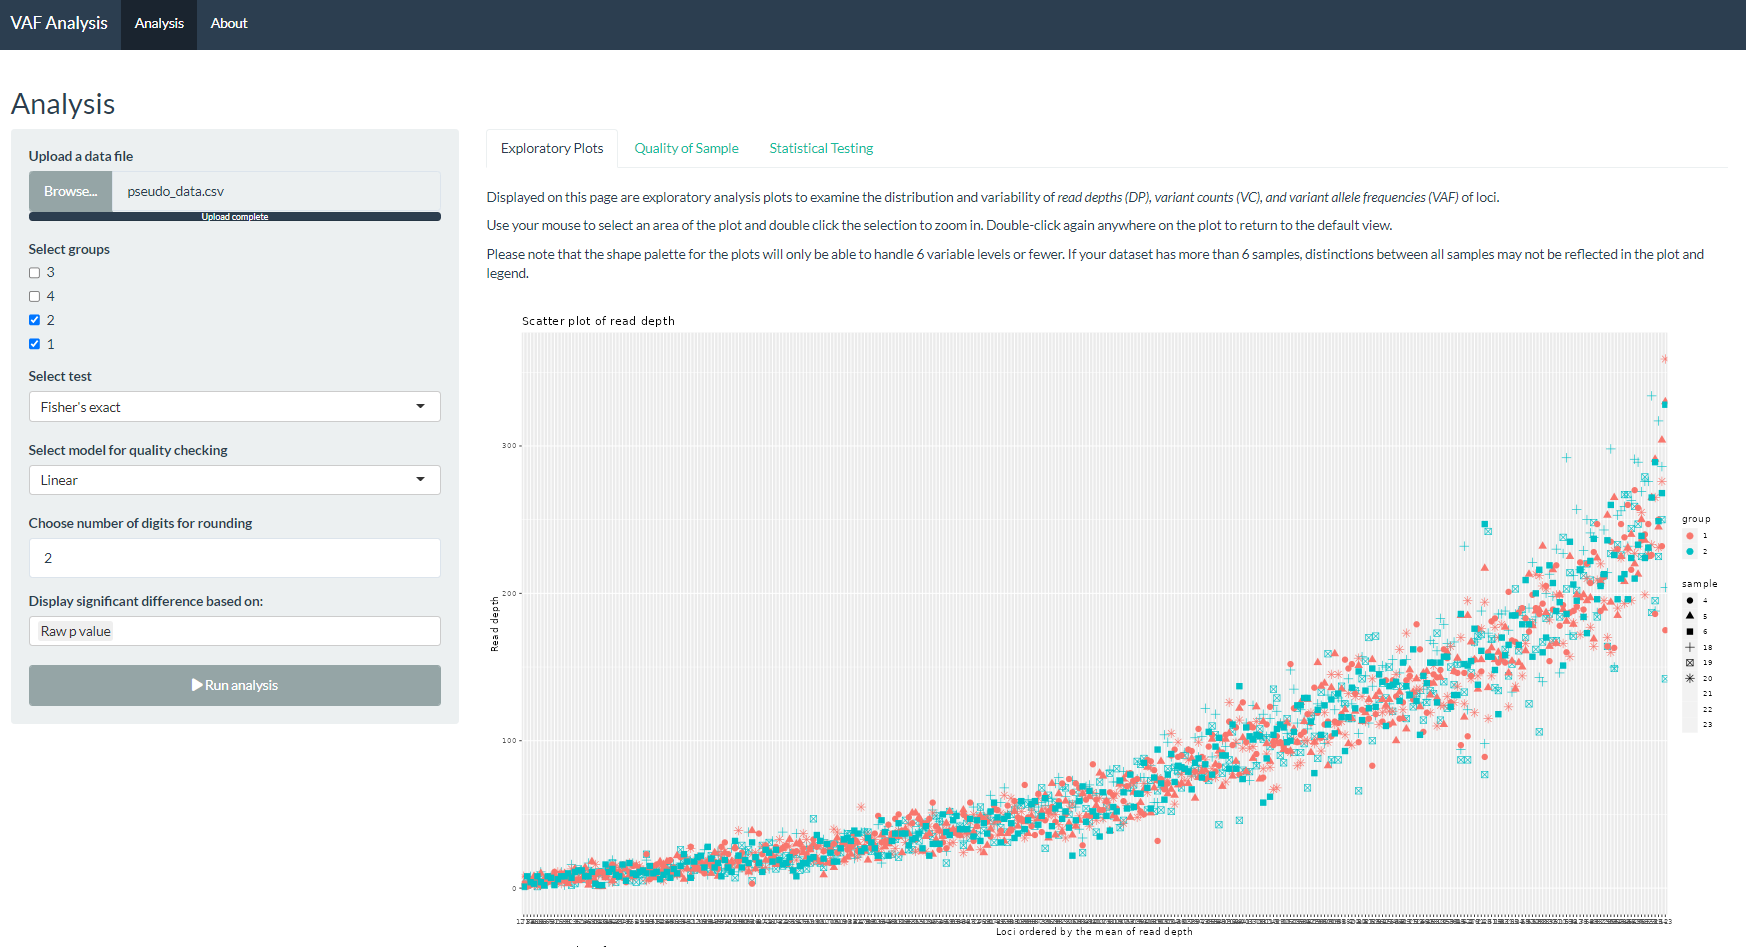 VAF Analysis Analysis About
Analysis
Upload a data file
Browse... pseudo_data.csv
Upload complete
Select groups
3
4
2
1
Select test
Fisher's exact
Select model for quality checking
Linear
Choose number of digits for rounding
2
Display significant difference based on:
Raw p value
Run analysis
Exploratory Plots Quality of Sample Statistical Testing
Displayed on this page are exploratory analysis plots to examine the distribution and variability of read depths (DP), variant counts (VC), and variant allele frequencies (VAF) of loci.
Use your mouse to select an area of the plot and double click the selection to zoom in. Double-click again anywhere on the plot to return to the default view.
Please note that the shape palette for the plots will only be able to handle 6 variable levels or fewer. If your dataset has more than 6 samples, distinctions between all samples may not be reflected in the plot and
legend.
Scatter plot of read depth
300
200
100
0
Read depth
Loci ordered by the mean of read depth
group
1
2
sample
4
5
6
18
19
20
21
22
23